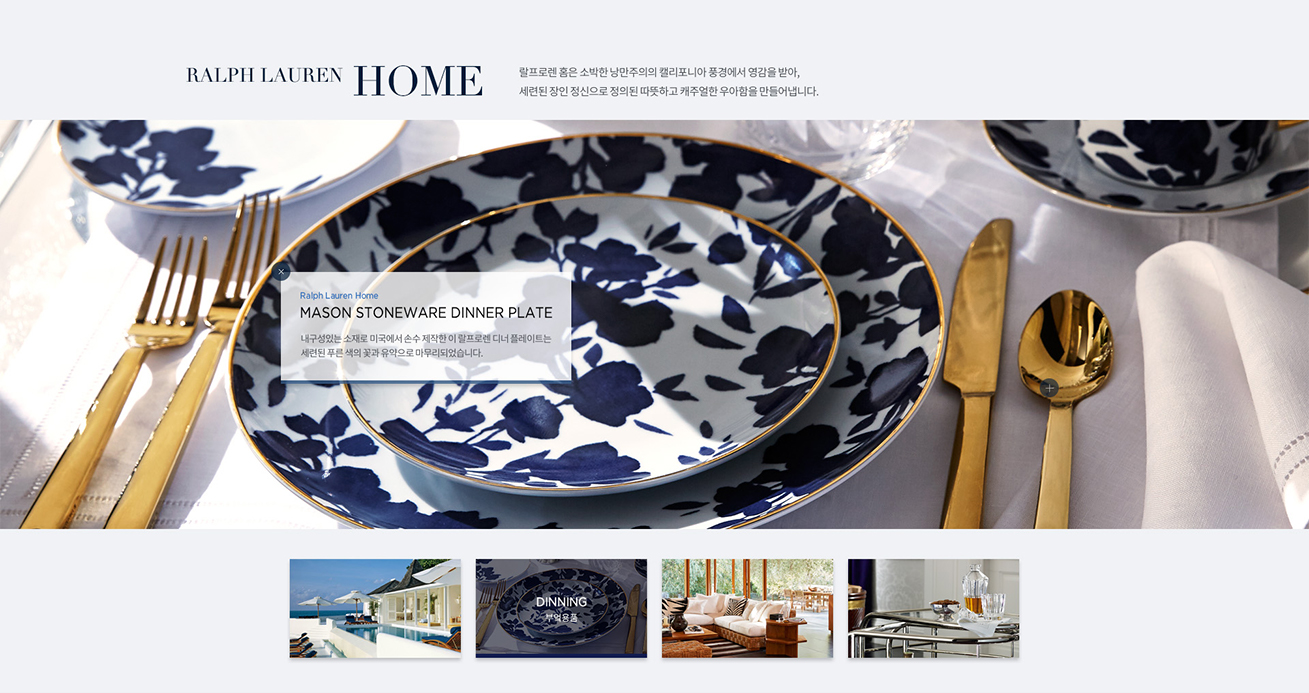 RALPH LAUREN HOME
랄프로렌 홈은 소박한 낭만주의의 캘리포니아 풍경에서 영감을 받아,
세련된 장인 정신으로 정의된 따뜻하고 캐주얼한 우아함을 만들어냅니다.
Ralph Lauren Home
MASON STONEWARE DINNER PLATE
내구성있는 소재로 미국에서 손수 제작한 이 랄프로렌 디너 플레이트는
세련된 푸른 색의 꽃과 유약으로 마무리되었습니다.
DINNING
부엌용품